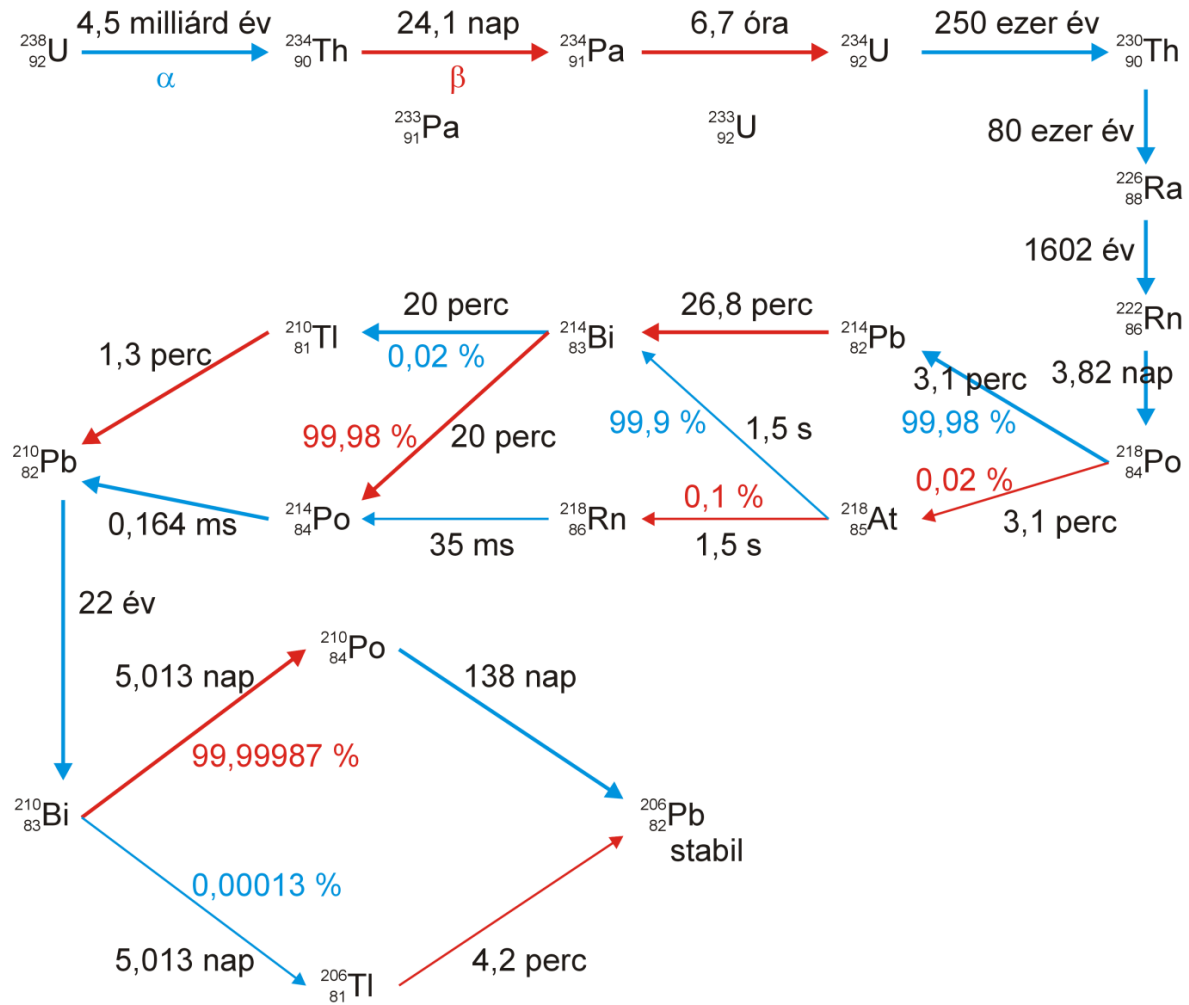 4,5 milliárd év 24,1 nap 6,7 óra 250 ezer év
²³⁸₉₂U ²³⁴₉₀Th ²³⁴₉₁Pa ²³⁴₉₂U ²³⁰₉₀Th
α β
²³³₉₁Pa ²³³₉₂U
80 ezer év
²²⁶₈₈Ra
1602 év
20 perc 26,8 perc
²¹⁰₈₁Tl ²¹⁴₈₃Bi ²¹⁴₈₂Pb ²²²₈₆Rn
1,3 perc 0,02 % 3,1 perc 3,82 nap
99,98 % 20 perc 99,9 % 1,5 s 99,98 %
²¹⁰₈₂Pb ²¹⁸₈₄Po
0,1 % 0,02 %
0,164 ms ²¹⁴₈₄Po ²¹⁸₈₆Rn ²¹⁸₈₅At 3,1 perc
35 ms 1,5 s
22 év
²¹⁰₈₄Po
5,013 nap 138 nap
99,99987 %
²¹⁰₈₃Bi ²⁰⁶₈₂Pb
stabil
0,00013 %
5,013 nap 4,2 perc
²⁰⁶₈₁Tl